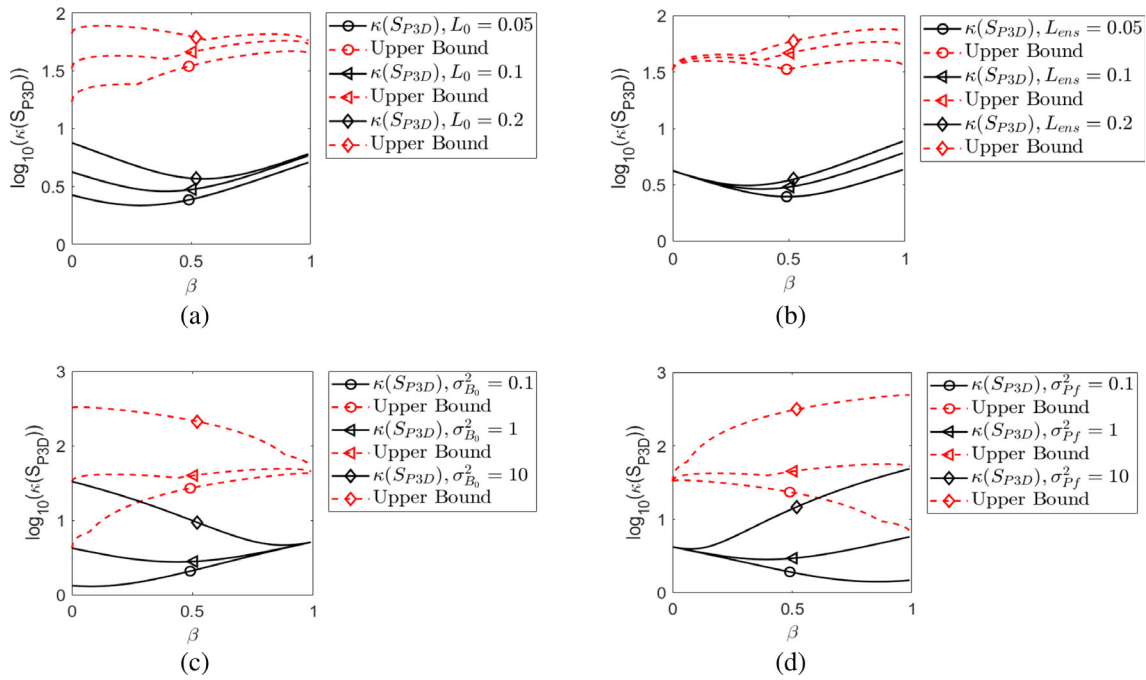 2
1.5
1
0.5
0
0
0.5
1
log10(κ(SP3D))
β
κ(SP3D), L0 = 0.05
Upper Bound
κ(SP3D), L0 = 0.1
Upper Bound
κ(SP3D), L0 = 0.2
Upper Bound
(a)
2
1.5
1
0.5
0
0
0.5
1
log10(κ(SP3D))
β
κ(SP3D), Lens = 0.05
Upper Bound
κ(SP3D), Lens = 0.1
Upper Bound
κ(SP3D), Lens = 0.2
Upper Bound
(b)
3
2
1
0
0
0.5
1
log10(κ(SP3D))
β
κ(SP3D), σ²B0 = 0.1
Upper Bound
κ(SP3D), σ²B0 = 1
Upper Bound
κ(SP3D), σ²B0 = 10
Upper Bound
(c)
3
2
1
0
0
0.5
1
log10(κ(SP3D))
β
κ(SP3D), σ²Pf = 0.1
Upper Bound
κ(SP3D), σ²Pf = 1
Upper Bound
κ(SP3D), σ²Pf = 10
Upper Bound
(d)